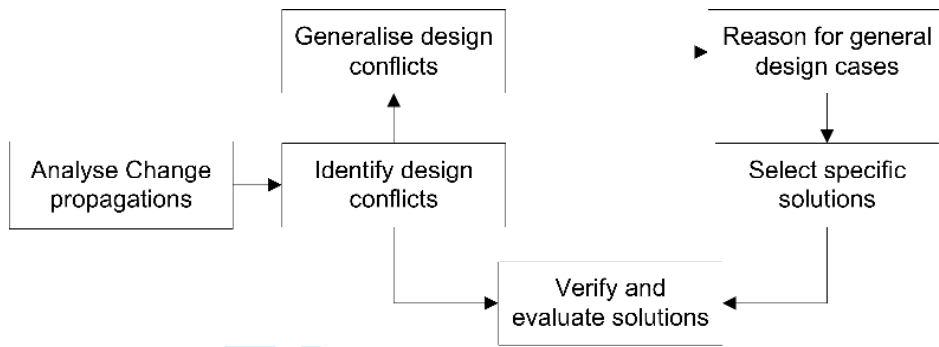 Generalise design
conflicts
Reason for general
design cases
Analyse Change
propagations
Identify design
conflicts
Select specific
solutions
Verify and
evaluate solutions